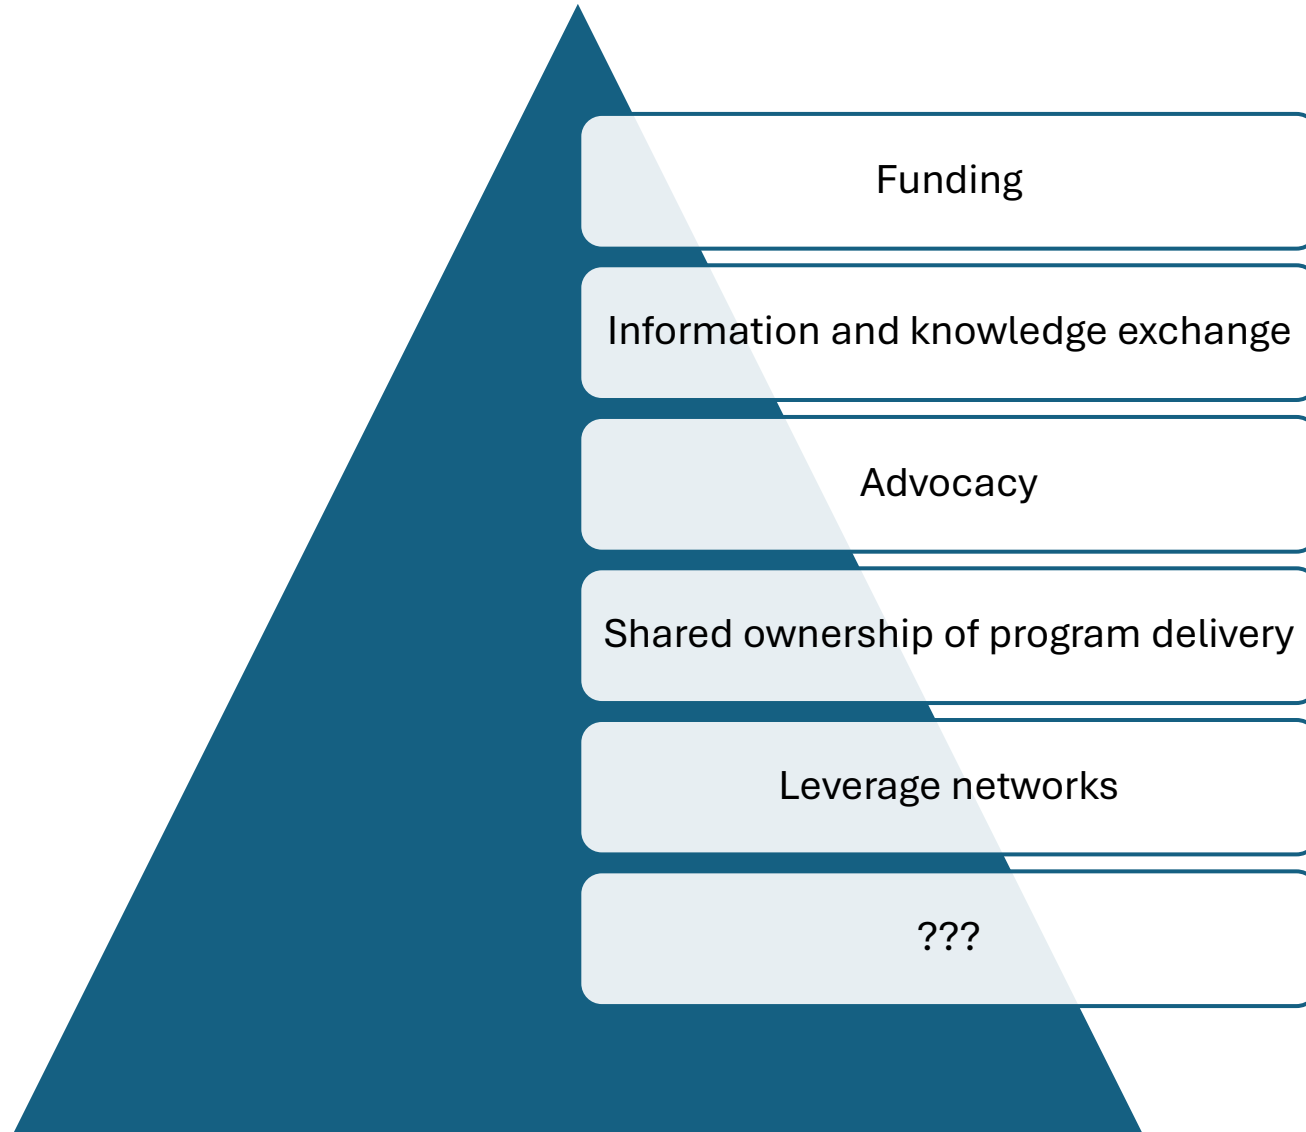 Funding
Information and knowledge exchange
Advocacy
Shared ownership of program delivery
Leverage networks
???